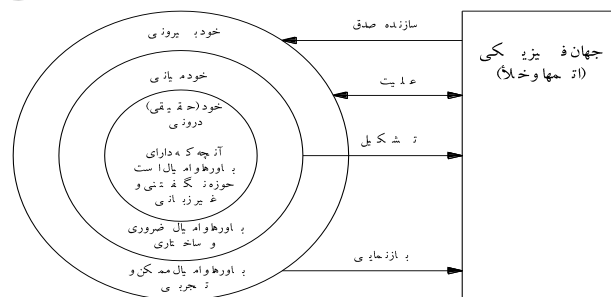 خود بیرونی
خود میانی
خود (حقیقی)
درونی
آنچه که دارای
باورها و امیال است
حوزه نگفتنی و
غیر زبانی
باورها و امیال ضروری
و ساختاری
باورها و امیال ممکن و
تجربی
سازنده صدق
علیت
تشکیل
بازنمایی
جهان فیزیکی
(اتمها و خلأ)